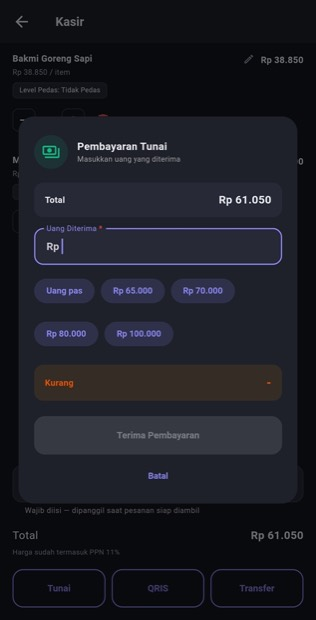 Kasir
Bakmi Goreng Sapi
Rp 38.850
Rp 38.850 / item
Level Pedas: Tidak Pedas
Pembayaran Tunai
Masukkan uang yang diterima
Total
Rp 61.050
Uang Diterima *
Rp
Uang pas
Rp 65.000
Rp 70.000
Rp 80.000
Rp 100.000
Kurang
-
Terima Pembayaran
Batal
Wajib diisi — dipanggil saat pesanan siap diambil
Total
Rp 61.050
Harga sudah termasuk PPN 11%
Tunai
QRIS
Transfer